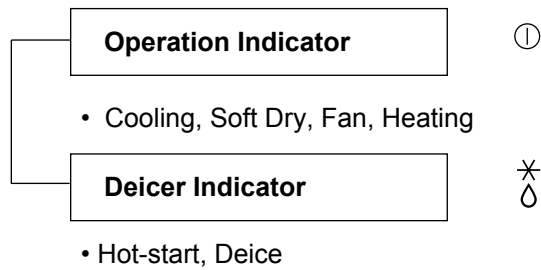 Operation Indicator
• Cooling, Soft Dry, Fan, Heating
Deicer Indicator
• Hot-start, Deice